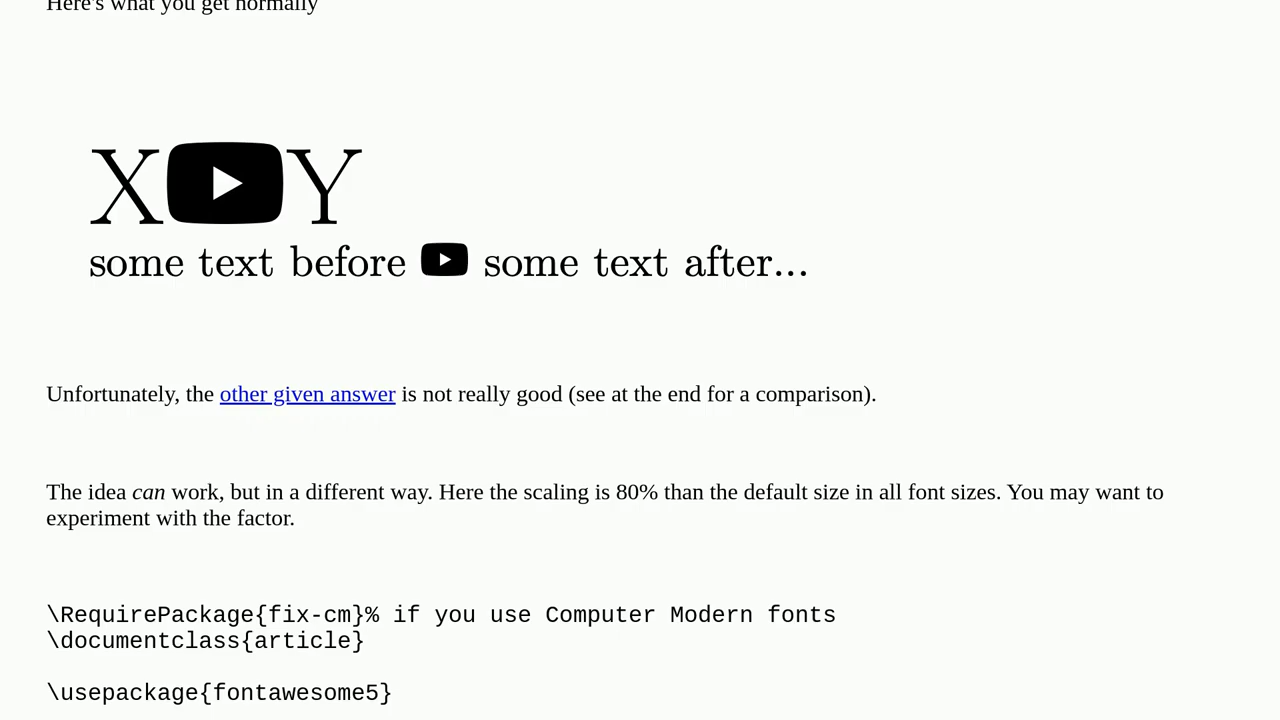 Here's what you get normally
X Y
some text before some text after...
Unfortunately, the other given answer is not really good (see at the end for a comparison).
The idea can work, but in a different way. Here the scaling is 80% than the default size in all font sizes. You may want to
experiment with the factor.
\RequirePackage{fix-cm}% if you use Computer Modern fonts
\documentclass{article}
\usepackage{fontawesome5}